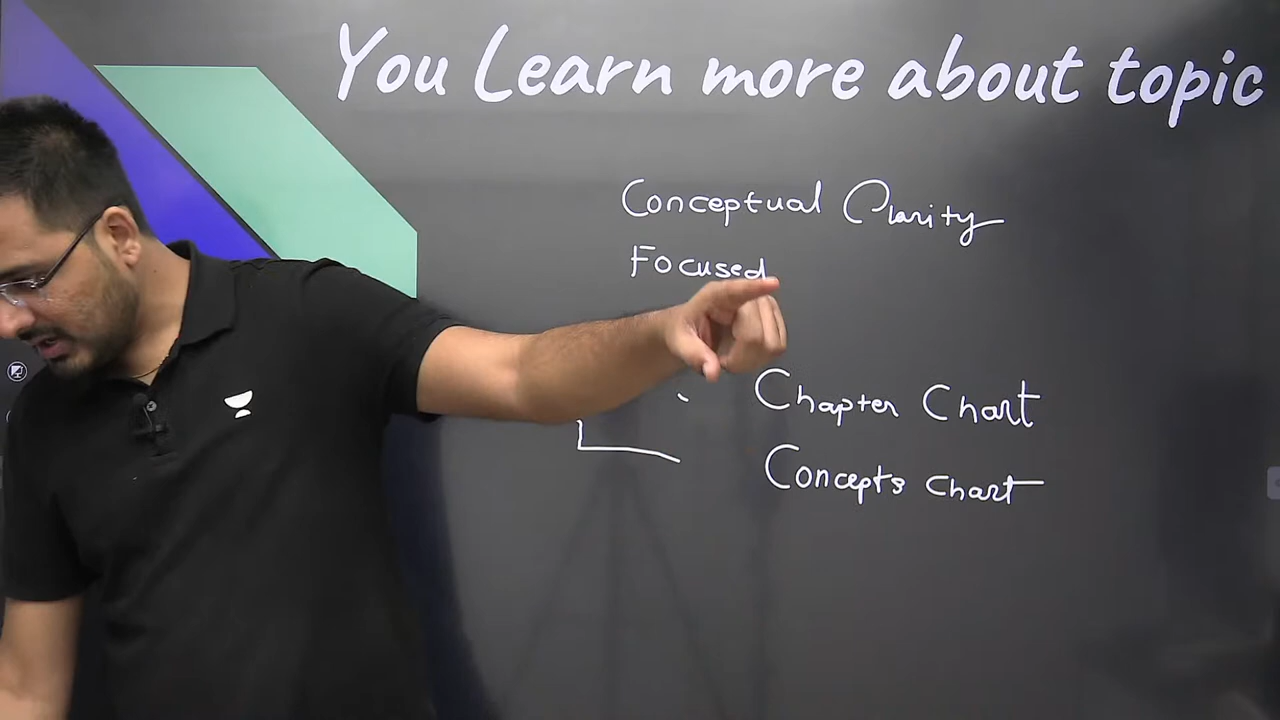 You Learn more about topic
Conceptual Clarity
Focused
Chapter Chart
Concepts Chart